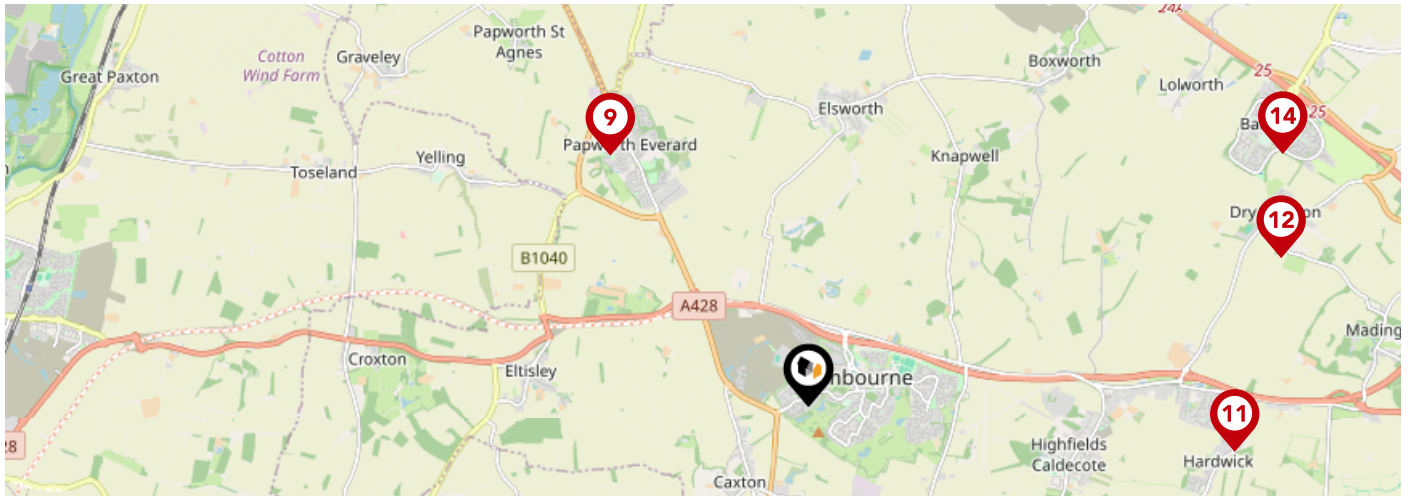 24A
Papworth St
Agnes
Cotton
Wind Farm
Graveley
Great Paxton
Boxworth
25
Lolworth
Elsworth
9
14
25
Papworth Everard
Knapwell
Yelling
Toseland
12
B1040
A428
Croxton
Eltisley
11
Highfields
Caldecote
Hardwick
Caxton